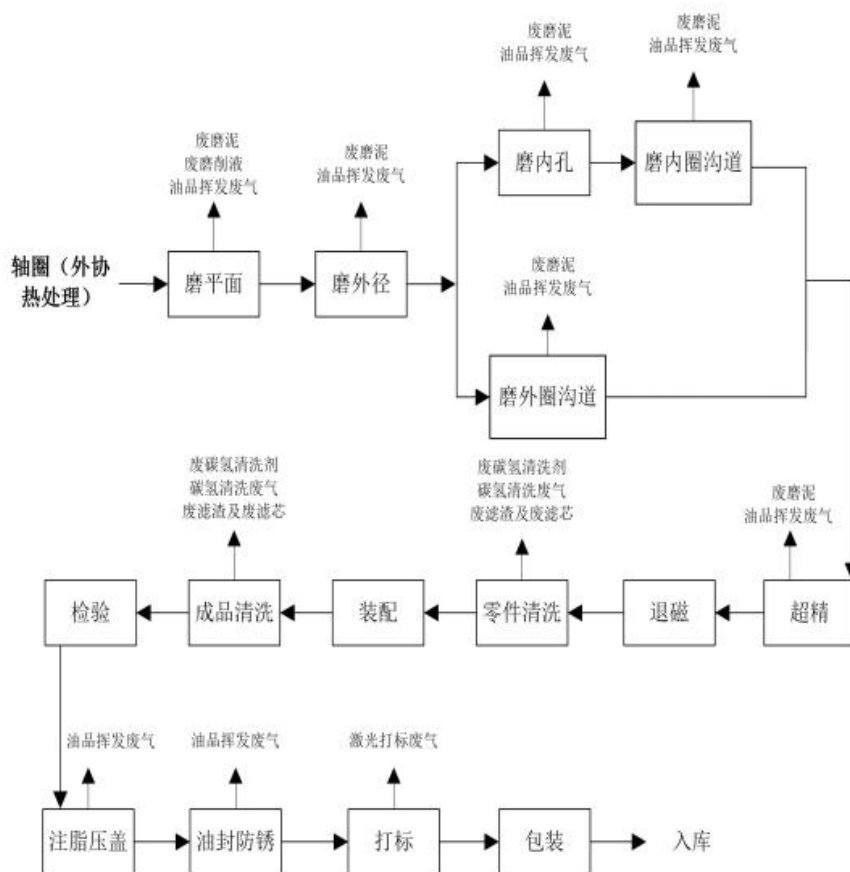 废磨泥
油品挥发废气
废磨泥
油品挥发废气
废磨泥
废磨削液
油品挥发废气
废磨泥
油品挥发废气
磨内孔
磨内圈沟道
轴圈（外协
热处理）
磨平面
磨外径
废磨泥
油品挥发废气
磨外圈沟道
废碳氢清洗剂
碳氢清洗废气
废滤渣及废滤芯
废碳氢清洗剂
碳氢清洗废气
废滤渣及废滤芯
废磨泥
油品挥发废气
检验
成品清洗
装配
零件清洗
退磁
超精
油品挥发废气
油品挥发废气
激光打标废气
注脂压盖
油封防锈
打标
包装
入库